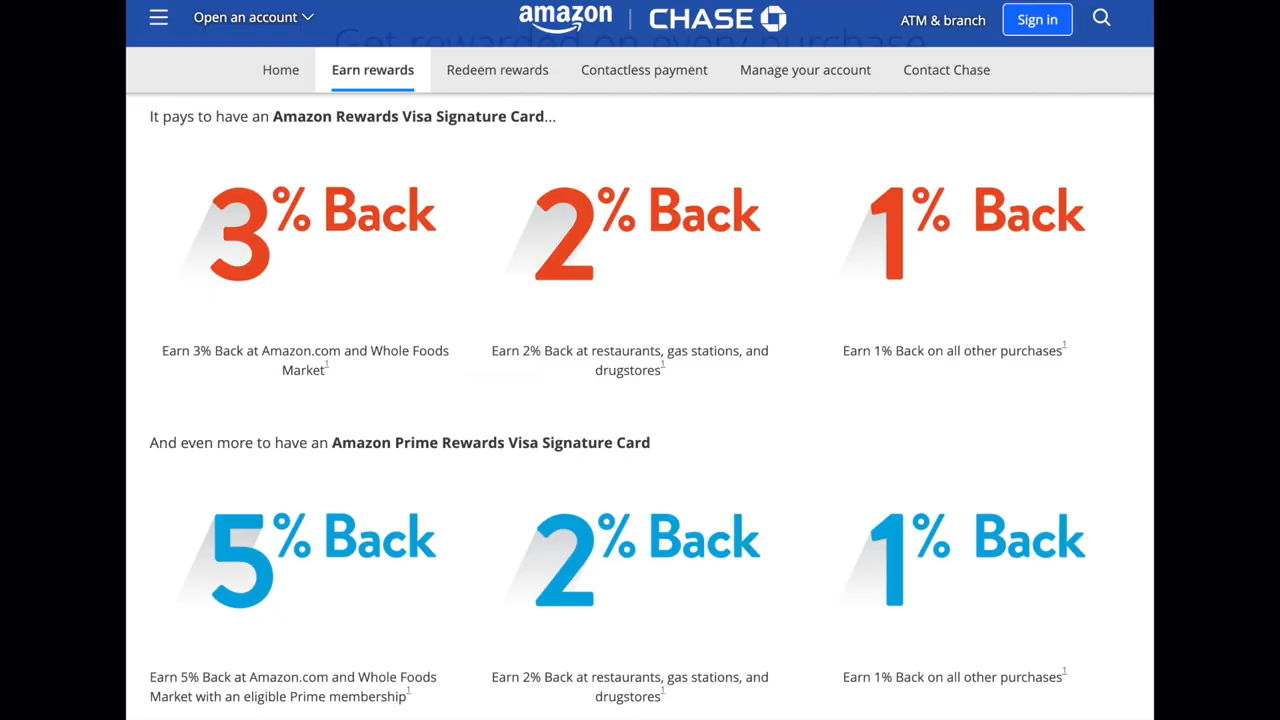 Open an account
amazon | CHASE
ATM & branch
Sign in
Get rewarded on every purchase
Home
Earn rewards
Redeem rewards
Contactless payment
Manage your account
Contact Chase
It pays to have an Amazon Rewards Visa Signature Card...
3% Back
2% Back
1% Back
Earn 3% Back at Amazon.com and Whole Foods
Market1
Earn 2% Back at restaurants, gas stations, and
drugstores1
Earn 1% Back on all other purchases1
And even more to have an Amazon Prime Rewards Visa Signature Card
5% Back
2% Back
1% Back
Earn 5% Back at Amazon.com and Whole Foods
Market with an eligible Prime membership1
Earn 2% Back at restaurants, gas stations, and
drugstores1
Earn 1% Back on all other purchases1